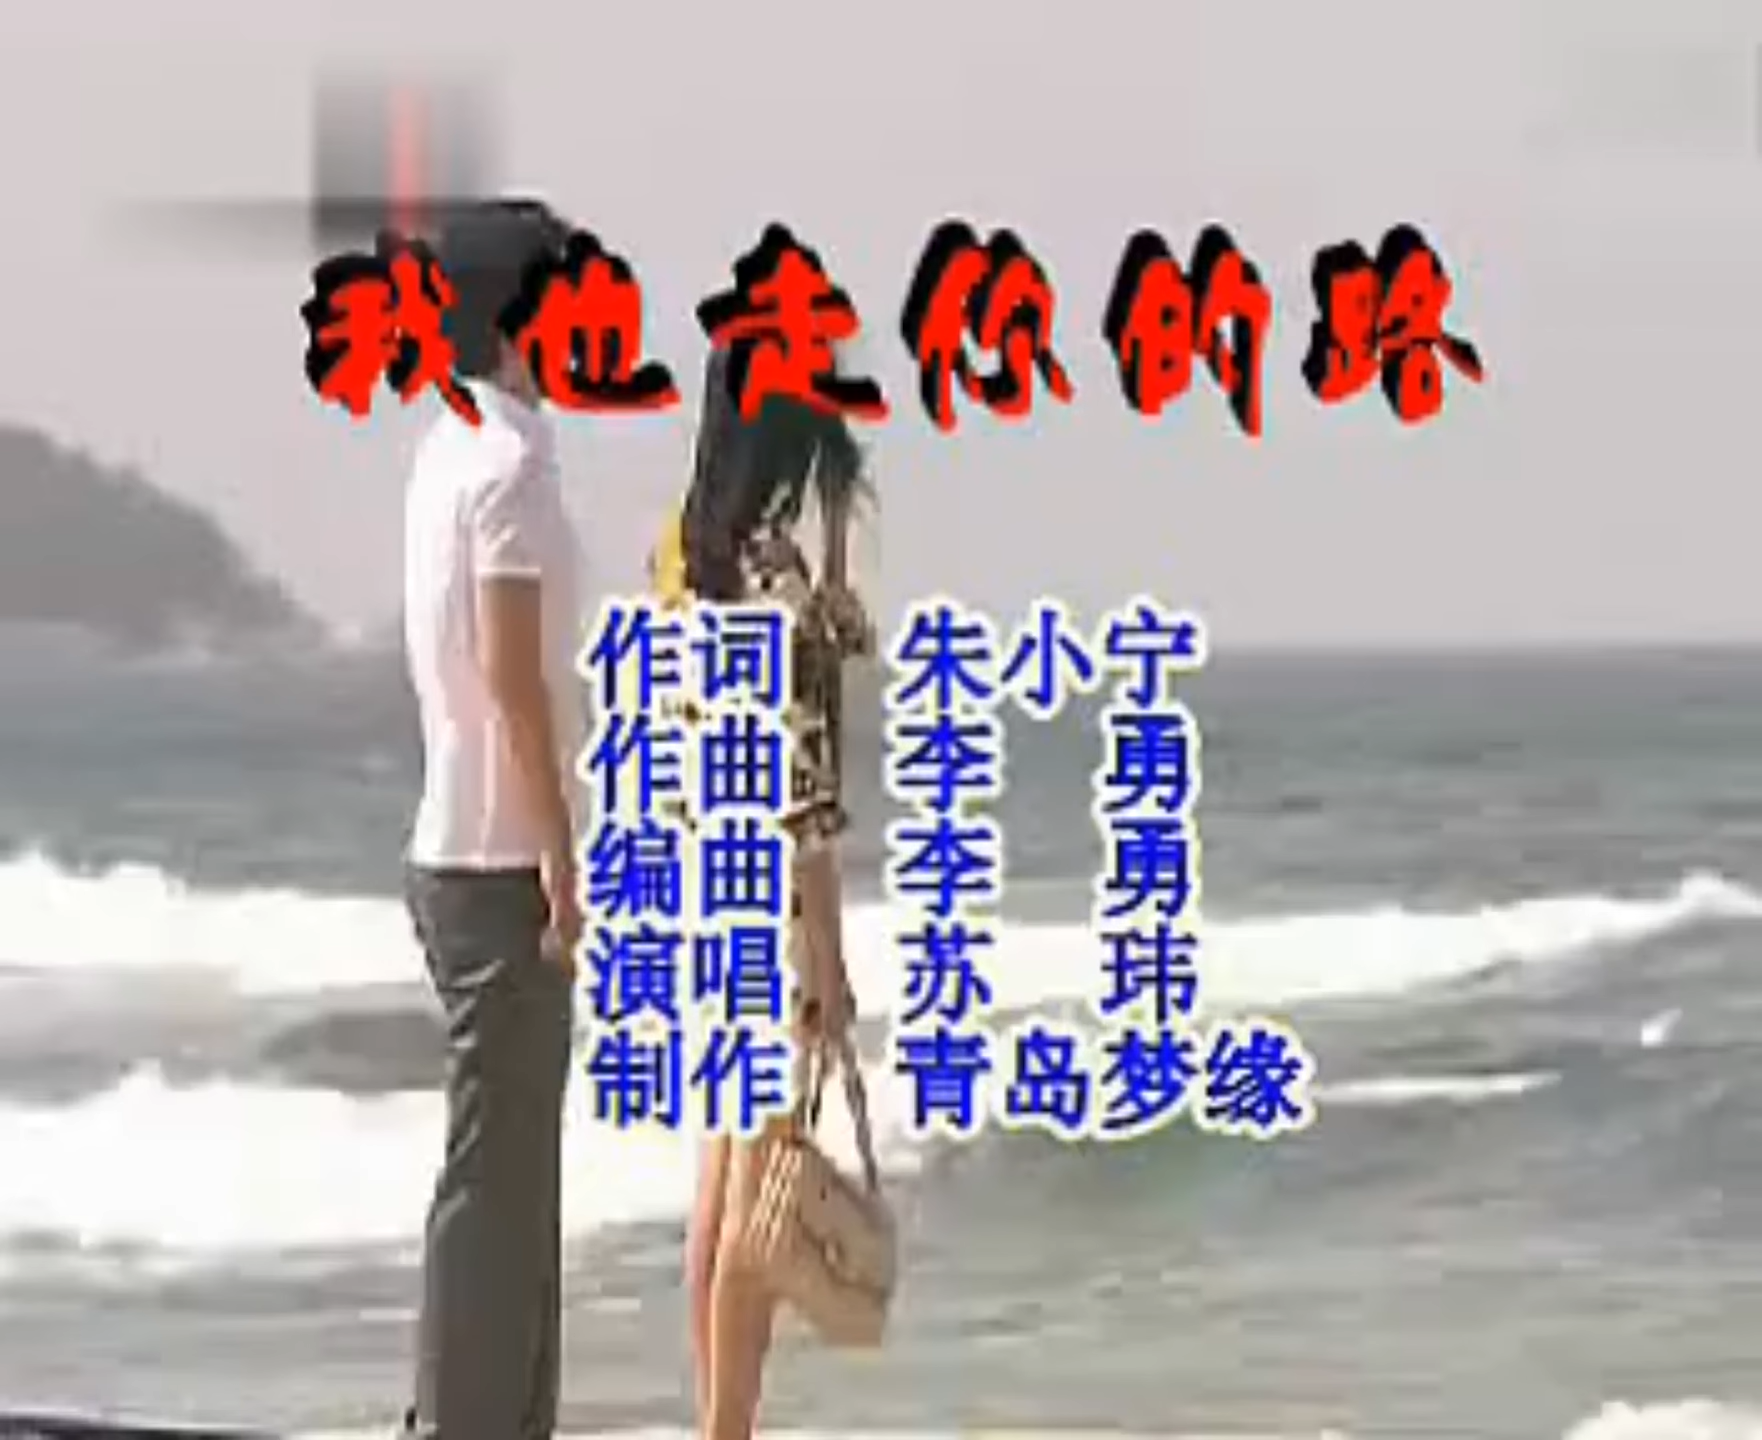 我也走你的路
作词 朱小宁
作曲 李 勇
编曲 李 勇
演唱 苏 玮
制作 青岛梦缘